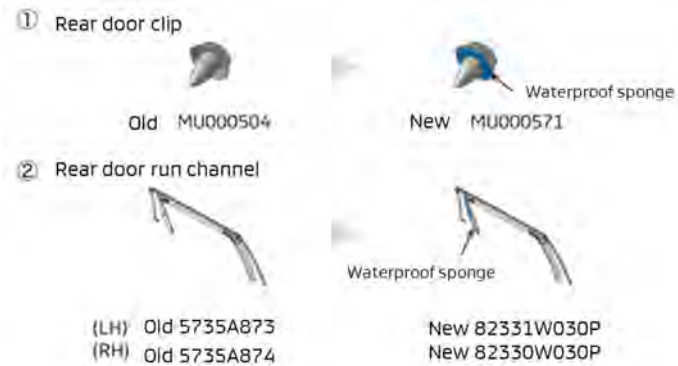 ① Rear door clip
Waterproof sponge
Old MU000504
New MU000571
② Rear door run channel
Waterproof sponge
(LH) Old 5735A873
New 82331W030P
(RH) Old 5735A874
New 82330W030P